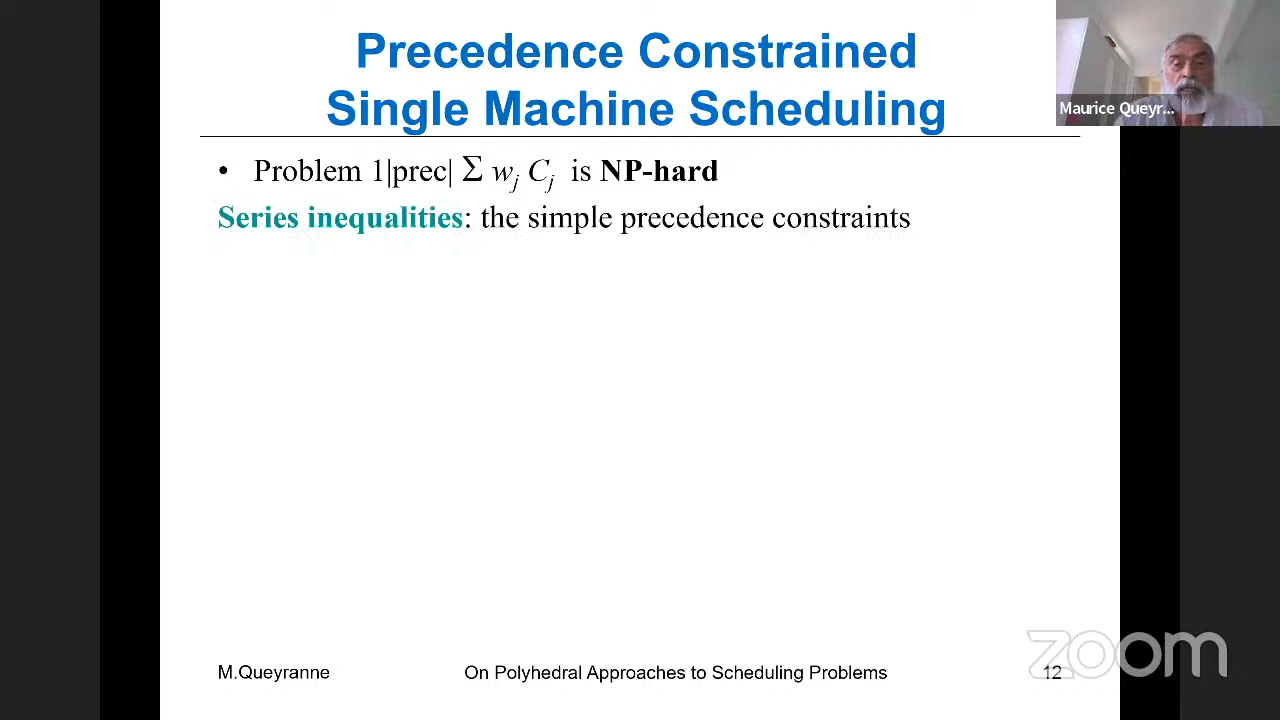 Precedence Constrained
Single Machine Scheduling
Maurice Queyr...
• Problem 1|prec| Σ wj Cj is NP-hard
Series inequalities: the simple precedence constraints
M.Queyranne
On Polyhedral Approaches to Scheduling Problems
12
zoom